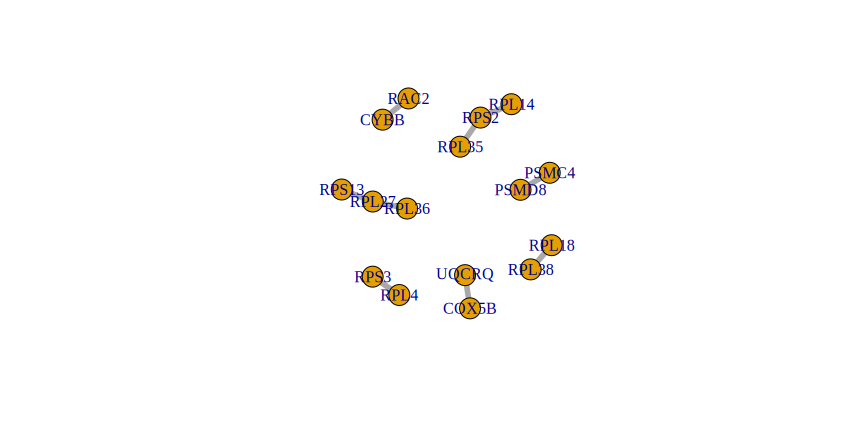 RAC2
CYBB
RPL14
RPS2
RPL35
PSMC4
PSMD8
RPS13
RPL27
RPL36
RPL18
RPL38
RPS3
RPL4
UQCRQ
COX5B